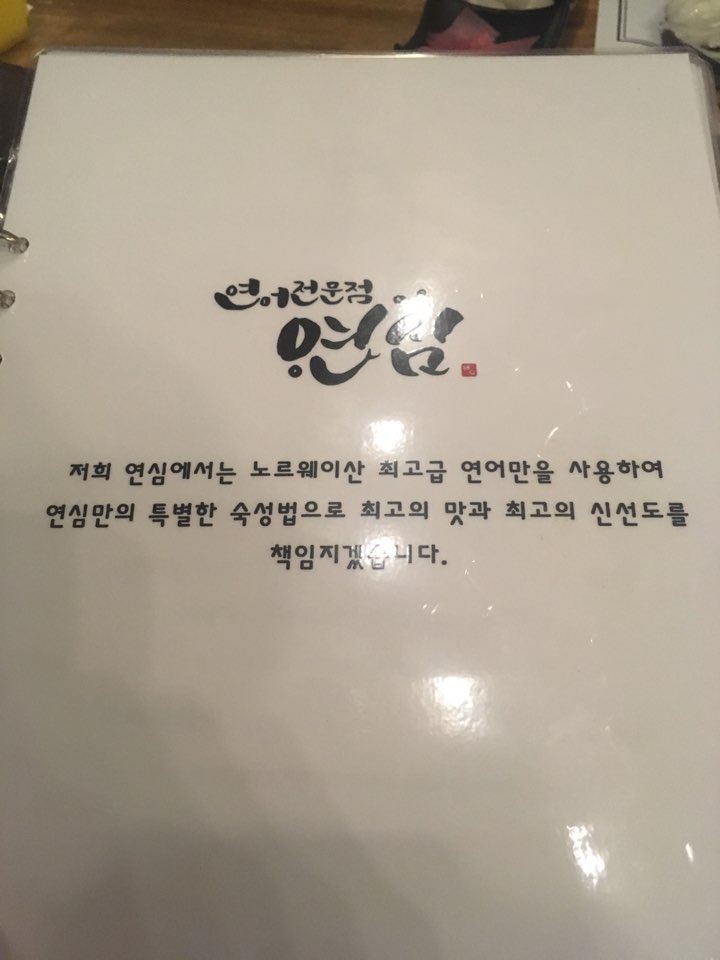 연어전문점
연심
저희 연심에서는 노르웨이산 최고급 연어만을 사용하여
연심만의 특별한 숙성법으로 최고의 맛과 최고의 신선도를
책임지겠습니다.